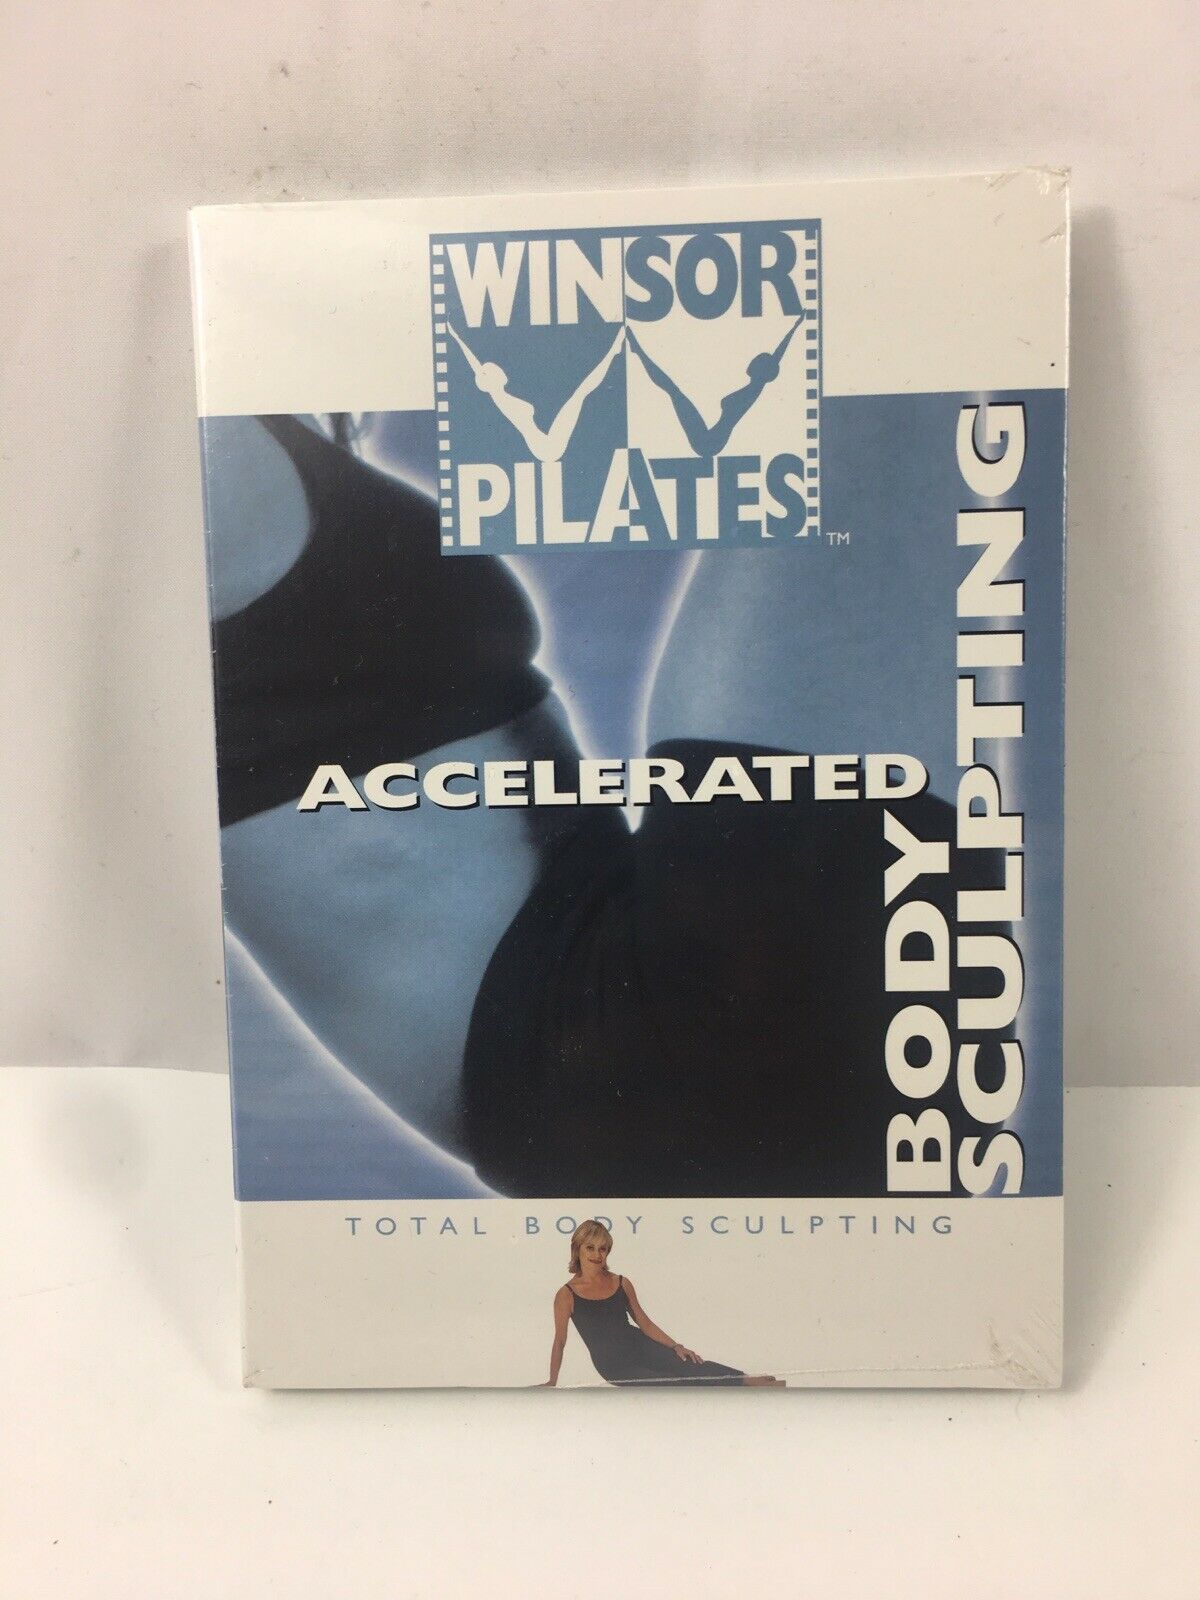 WINSOR
PILATES
TM
ACCELERATED
BODY
SCULPTING
TOTAL BODY SCULPTING